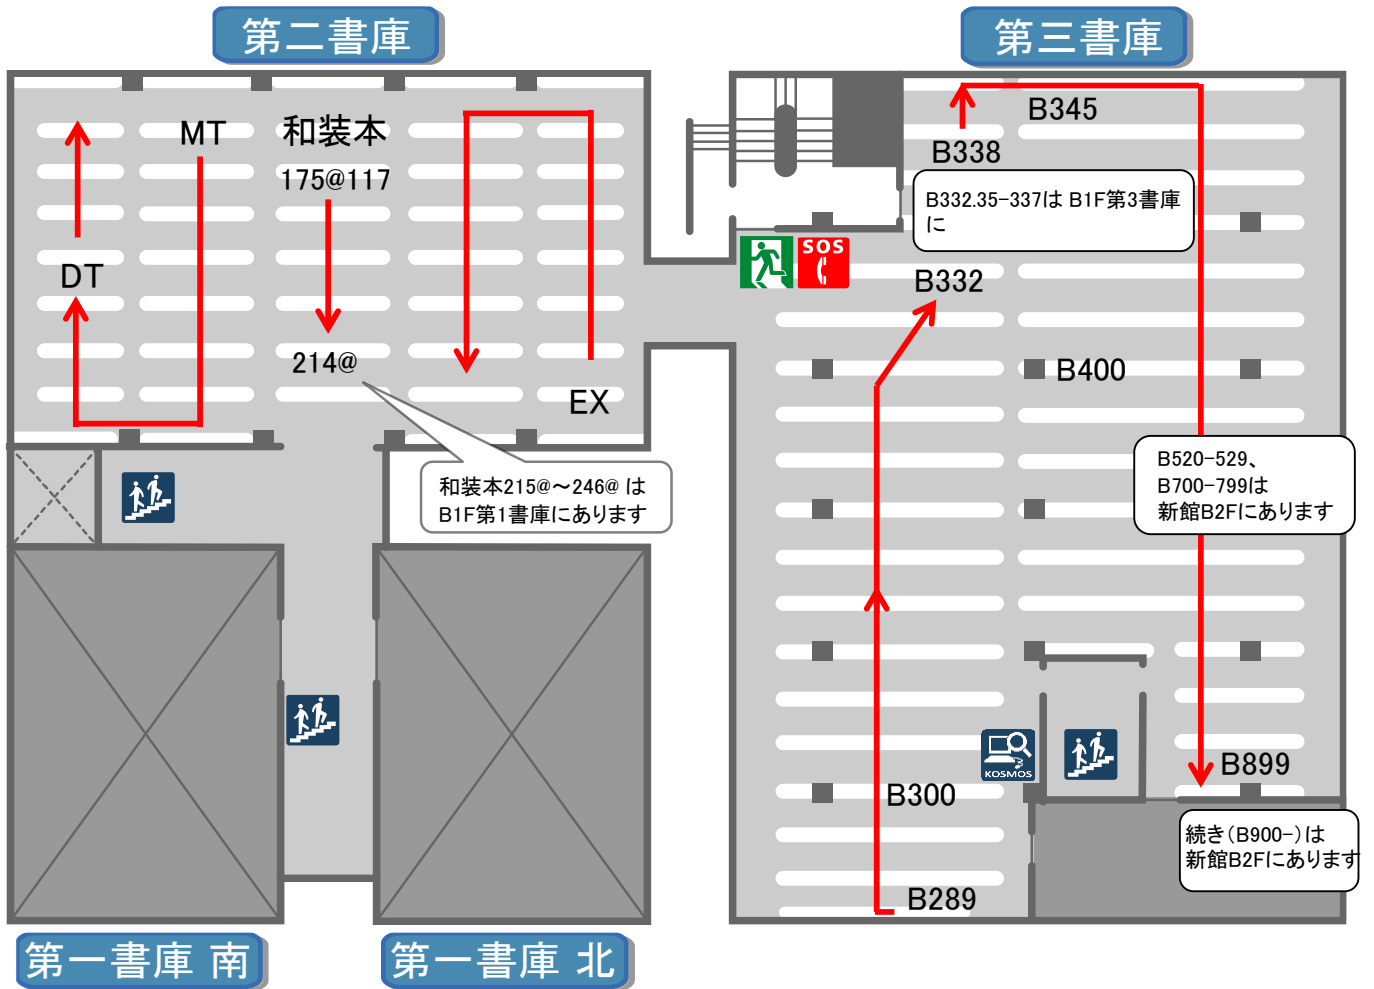 第二書庫
第三書庫
MT
和装本
175@117
DT
214@
EX
和装本215@～246@ は
B1F第1書庫にあります
B345
B338
B332.35-337は B1F第3書庫
に
SOS
B332
B400
B520-529、
B700-799は
新館B2Fにあります
KOSMOS
B899
B300
続き（B900-）は
新館B2Fにあります
B289
第一書庫 南
第一書庫 北